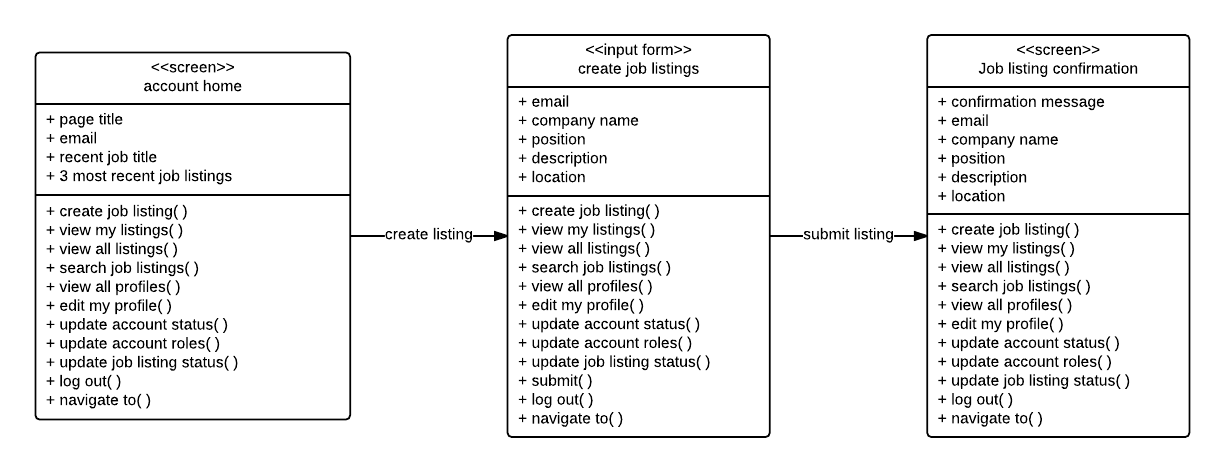 <<screen>>
account home
+ page title
+ email
+ recent job title
+ 3 most recent job listings
+ create job listing( )
+ view my listings( )
+ view all listings( )
+ search job listings( )
+ view all profiles( )
+ edit my profile( )
+ update account status( )
+ update account roles( )
+ update job listing status( )
+ log out( )
+ navigate to( )
create listing
<<input form>>
create job listings
+ email
+ company name
+ position
+ description
+ location
+ create job listing( )
+ view my listings( )
+ view all listings( )
+ search job listings( )
+ view all profiles( )
+ edit my profile( )
+ update account status( )
+ update account roles( )
+ update job listing status( )
+ submit( )
+ log out( )
+ navigate to( )
submit listing
<<screen>>
Job listing confirmation
+ confirmation message
+ email
+ company name
+ position
+ description
+ location
+ create job listing( )
+ view my listings( )
+ view all listings( )
+ search job listings( )
+ view all profiles( )
+ edit my profile( )
+ update account status( )
+ update account roles( )
+ update job listing status( )
+ log out( )
+ navigate to( )